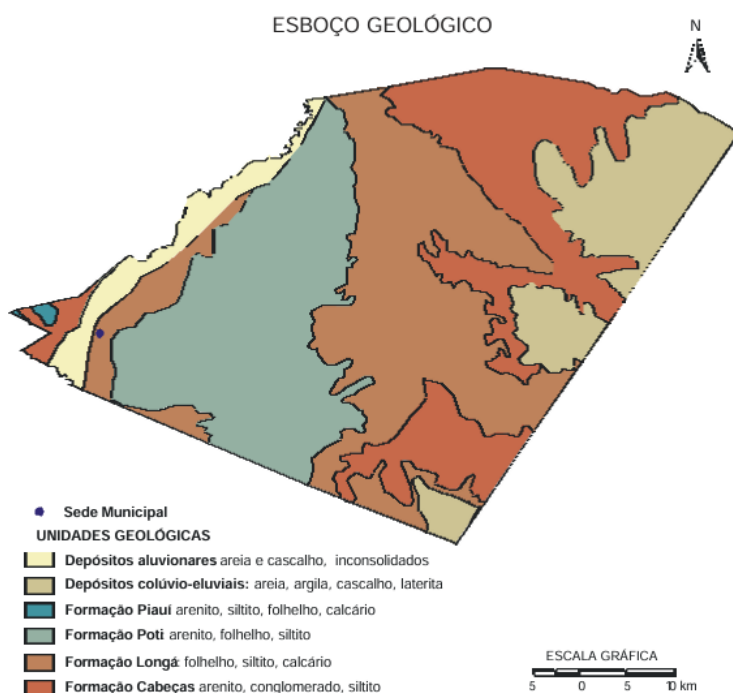 ESBOÇO GEOLÓGICO
N
Sede Municipal
UNIDADES GEOLÓGICAS
Depósitos aluvionares areia e cascalho, inconsolidados
Depósitos colúvio-eluviais: areia, argila, cascalho, laterita
Formação Piauí arenito, siltito, folhelho, calcário
Formação Poti: arenito, folhelho, siltito
Formação Longá: folhelho, siltito, calcário
Formação Cabeças arenito, conglomerado, siltito
ESCALA GRÁFICA
5 0 5 10 km